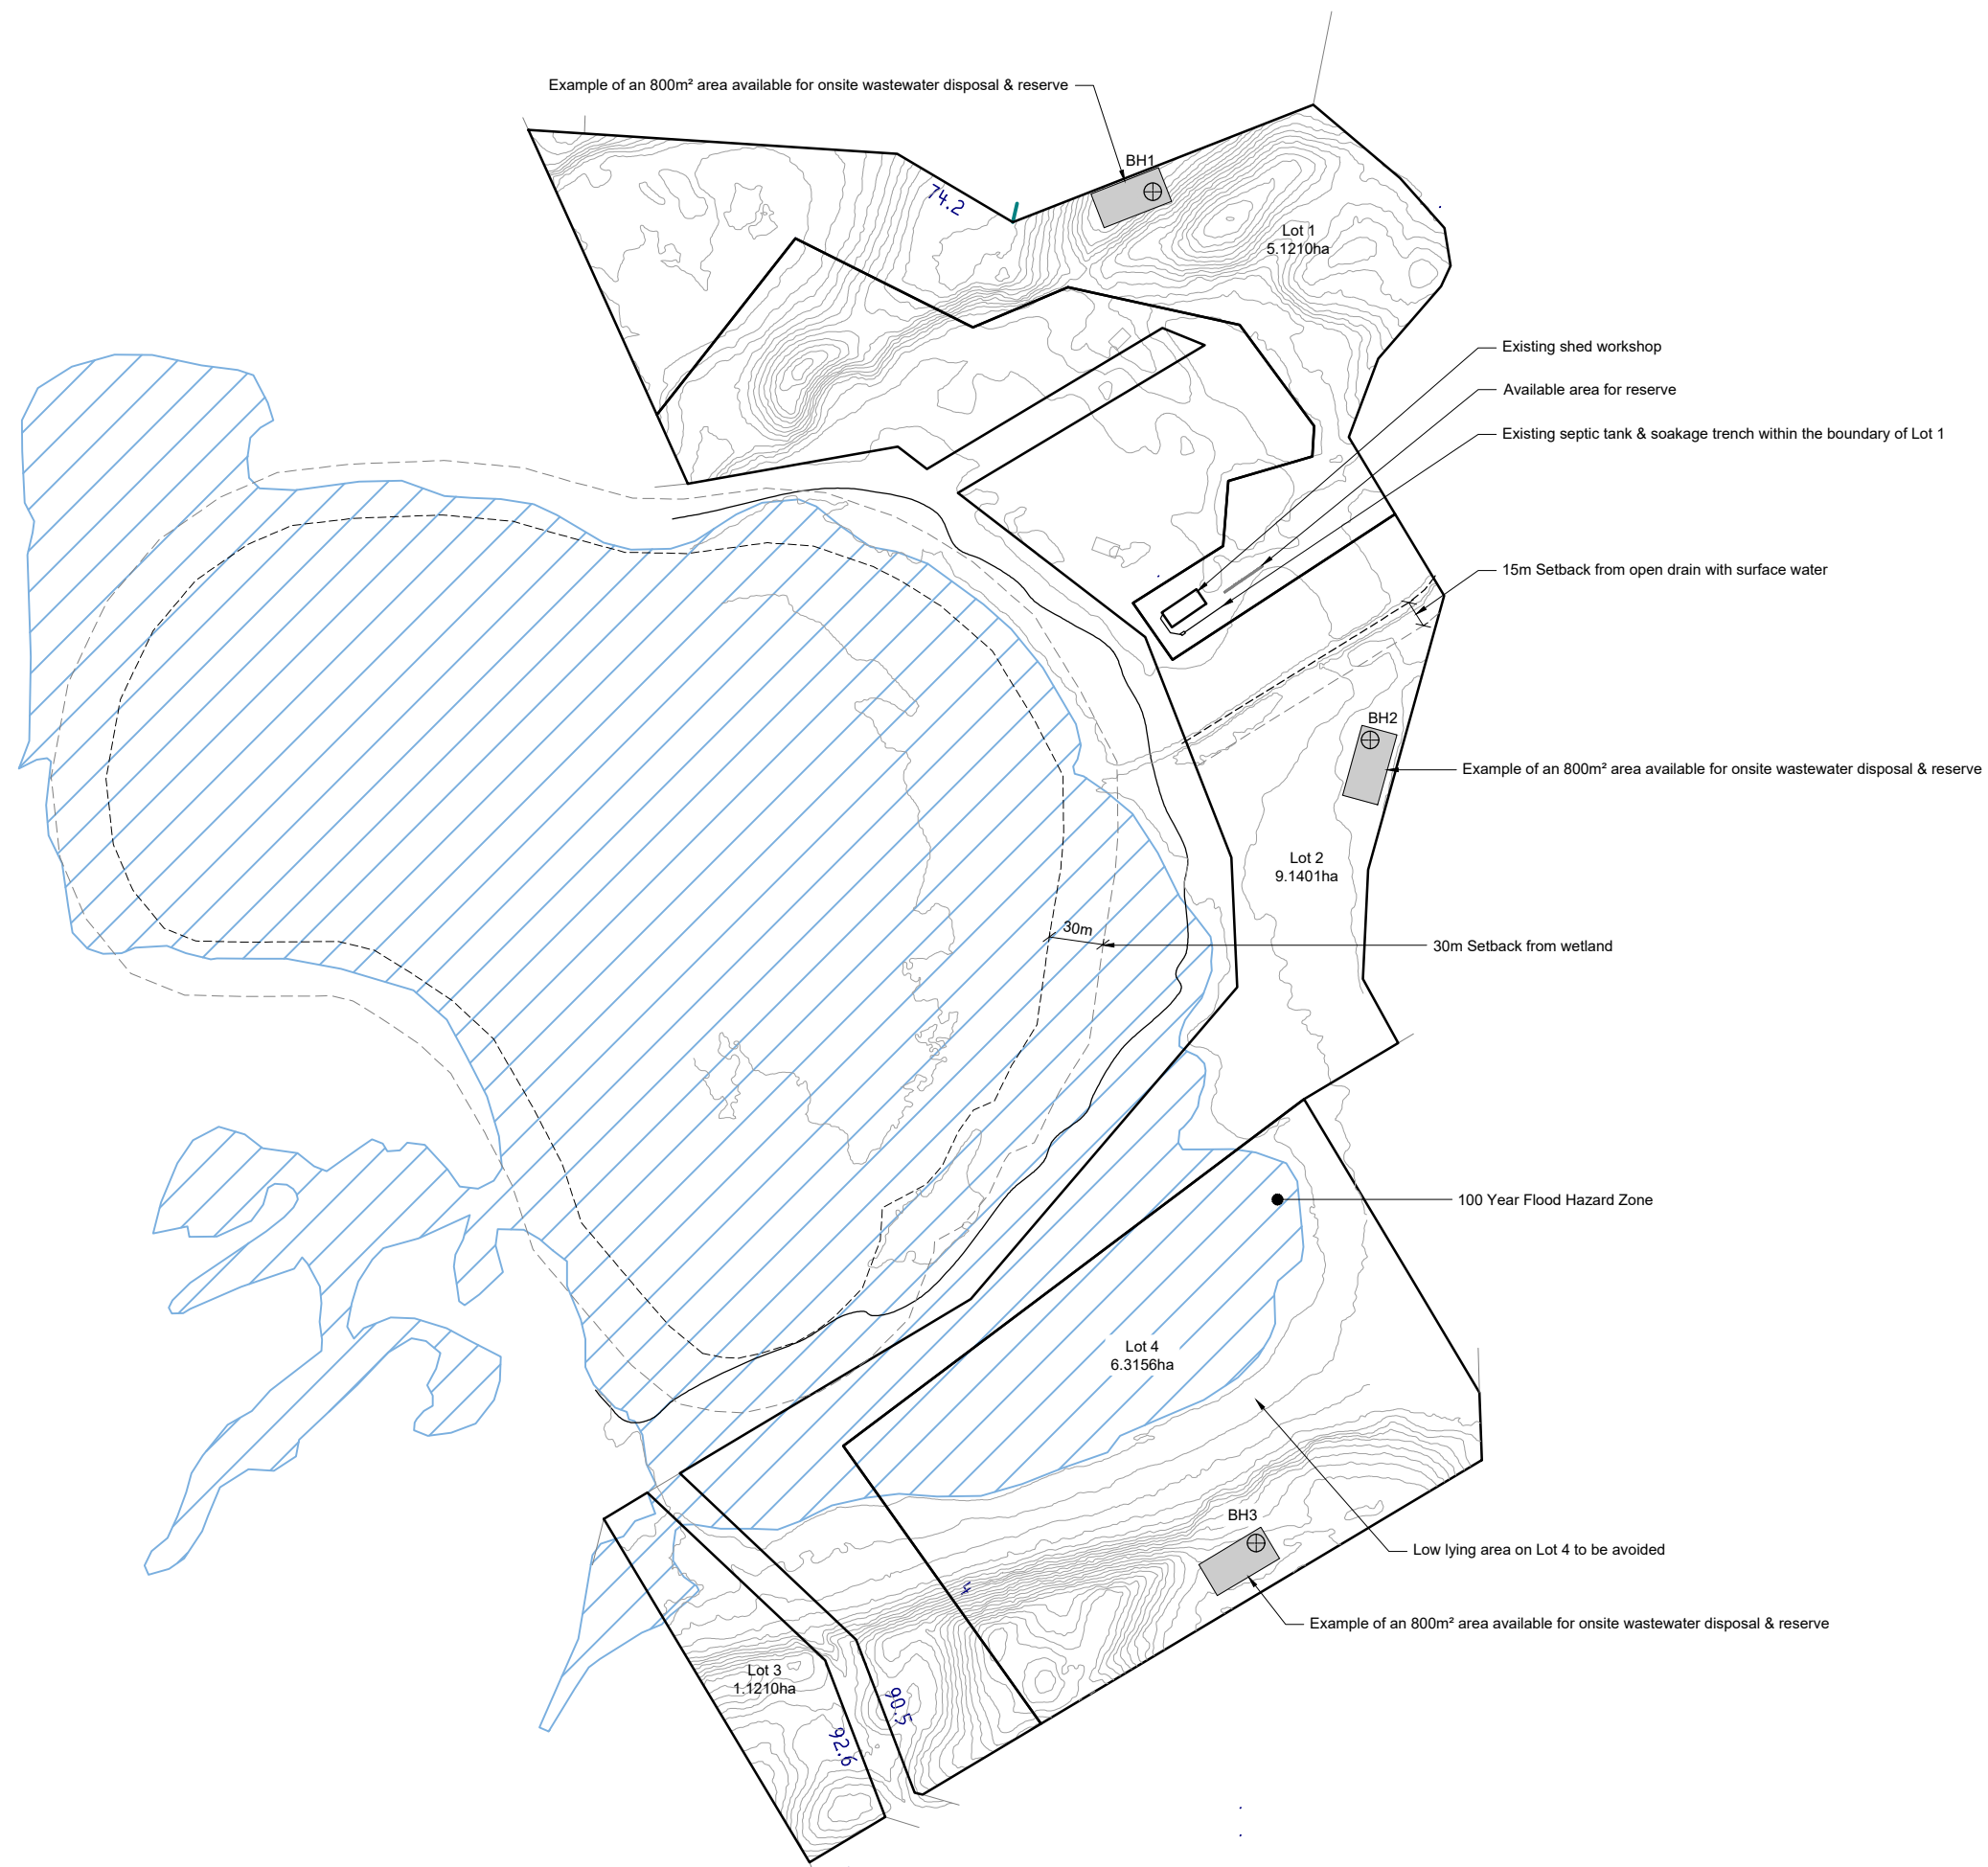 Example of an 800m² area available for onsite wastewater disposal & reserve
BH1
74.2
Lot 1
5.1210ha
Existing shed workshop
Available area for reserve
Existing septic tank & soakage trench within the boundary of Lot 1
15m Setback from open drain with surface water
BH2
Example of an 800m² area available for onsite wastewater disposal & reserve
Lot 2
9.1401ha
30m
30m Setback from wetland
100 Year Flood Hazard Zone
Lot 4
6.3156ha
BH3
Low lying area on Lot 4 to be avoided
4
Example of an 800m² area available for onsite wastewater disposal & reserve
Lot 3
1.1210ha
90.5
92.6